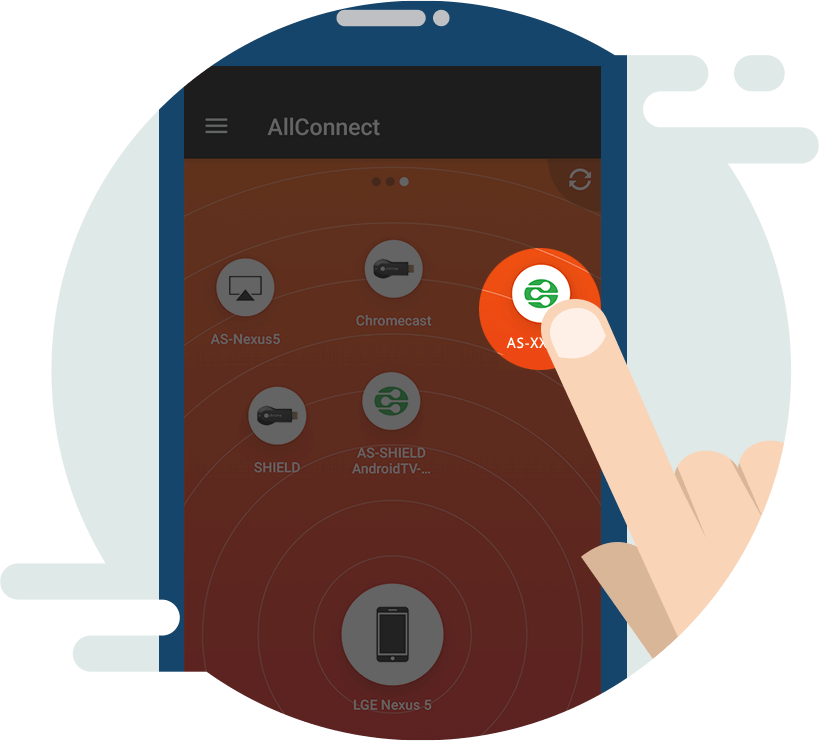 AllConnect
Chromecast
AS-Nexus5
AS-XX
SHIELD
AS-SHIELD
AndroidTV-...
LGE Nexus 5